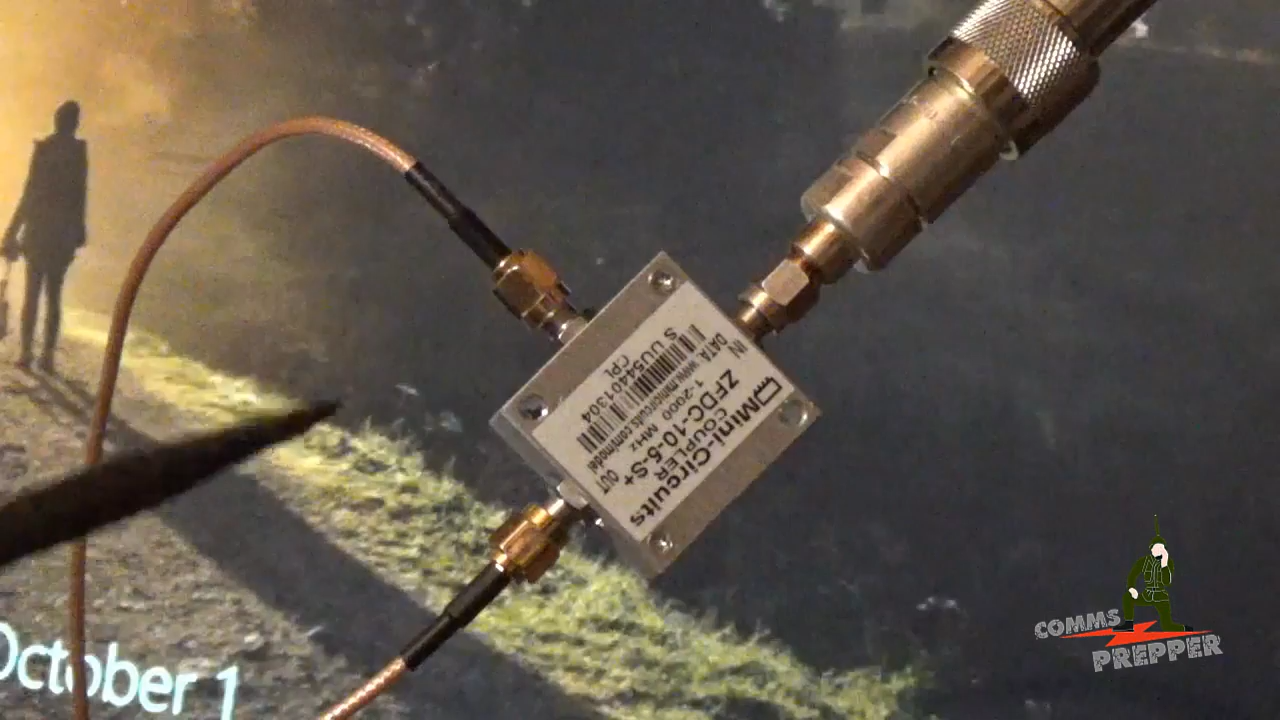 Mini-Circuits
COUPLER
ZFDC-10-5-S+
1-2000 MHz
IN
OUT
DATA www.minicircuits.com/model
S UU54401304
CPL
October 1
COMMS
PREPPER